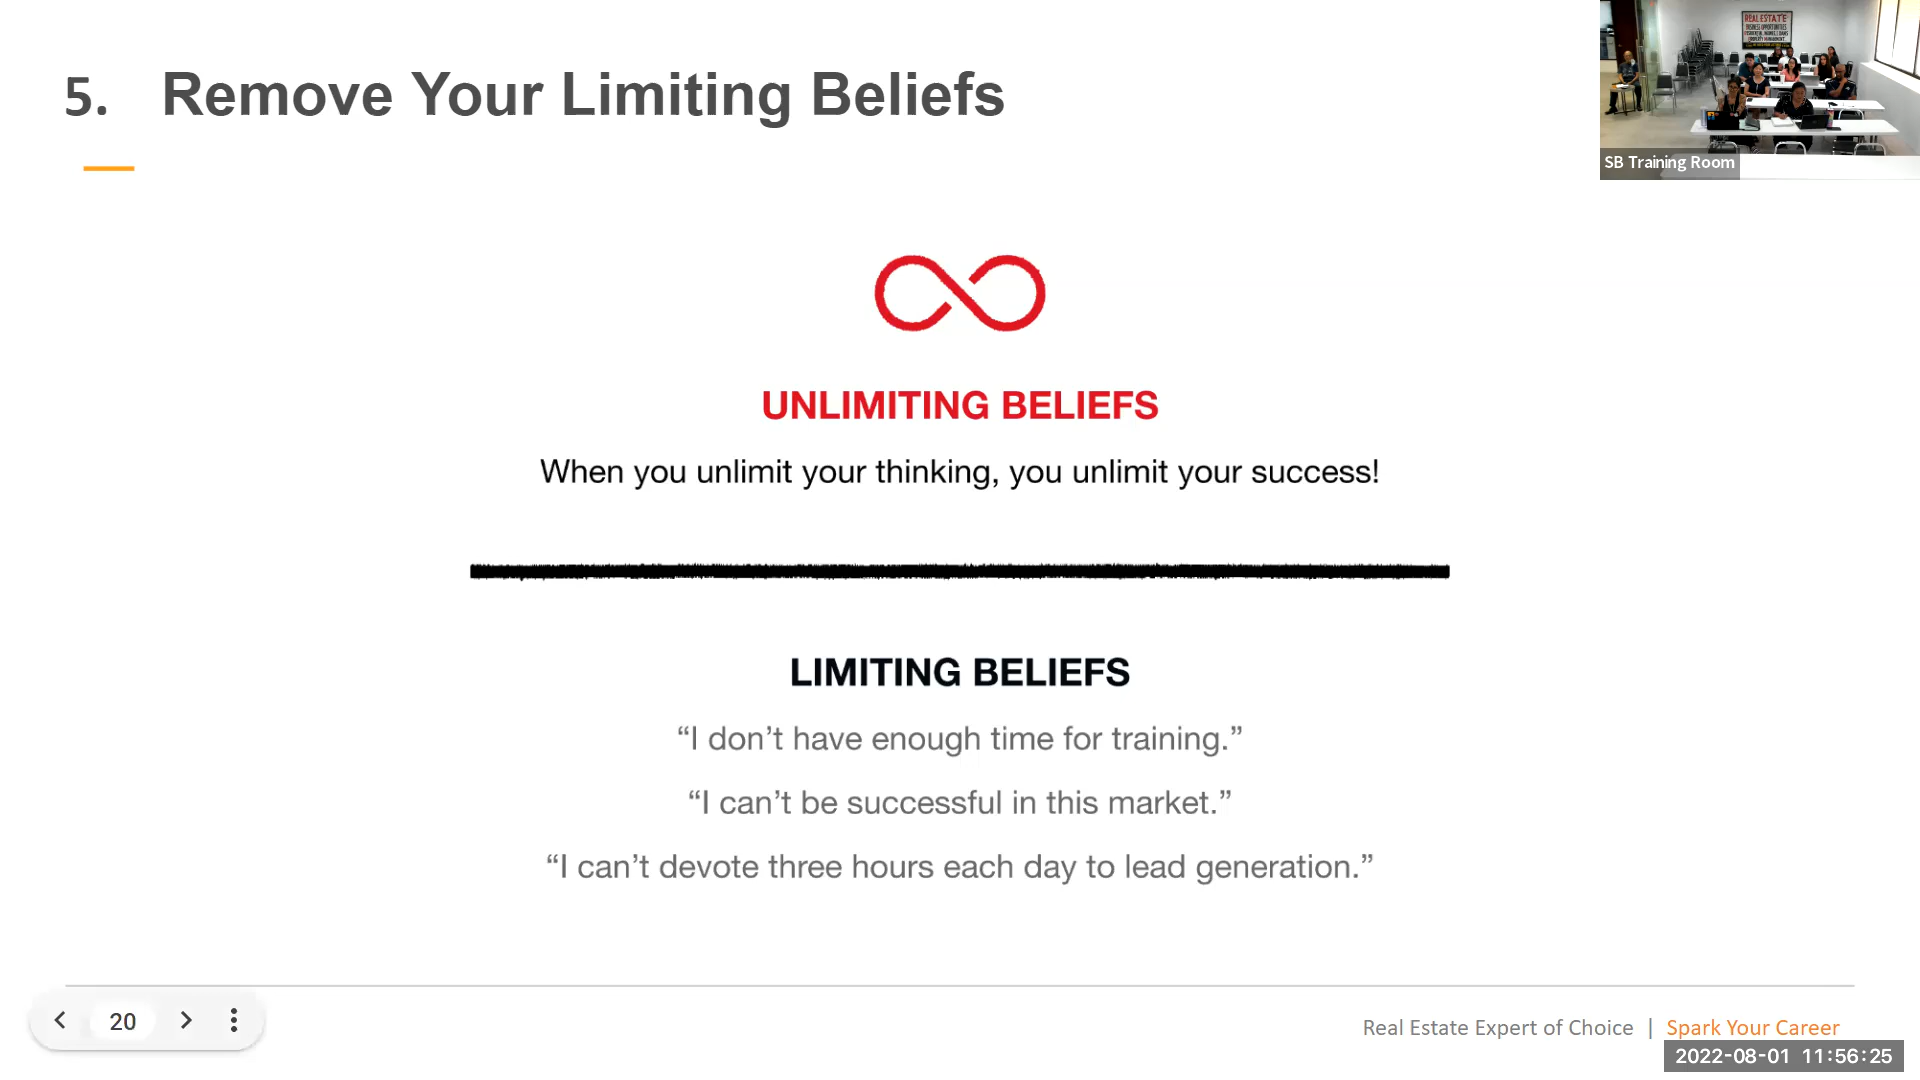 5. Remove Your Limiting Beliefs
REAL ESTATE
SB Training Room
UNLIMITING BELIEFS
When you unlimit your thinking, you unlimit your success!
LIMITING BELIEFS
“I don’t have enough time for training.”
“I can’t be successful in this market.”
“I can’t devote three hours each day to lead generation.”
20
Real Estate Expert of Choice | Spark Your Career
2022-08-01 11:56:25